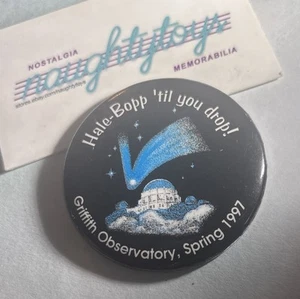 NOSTALGIA
naughtytoys
MEMORABILIA
Hale-Bopp 'til you drop!
Griffith Observatory, Spring 1997